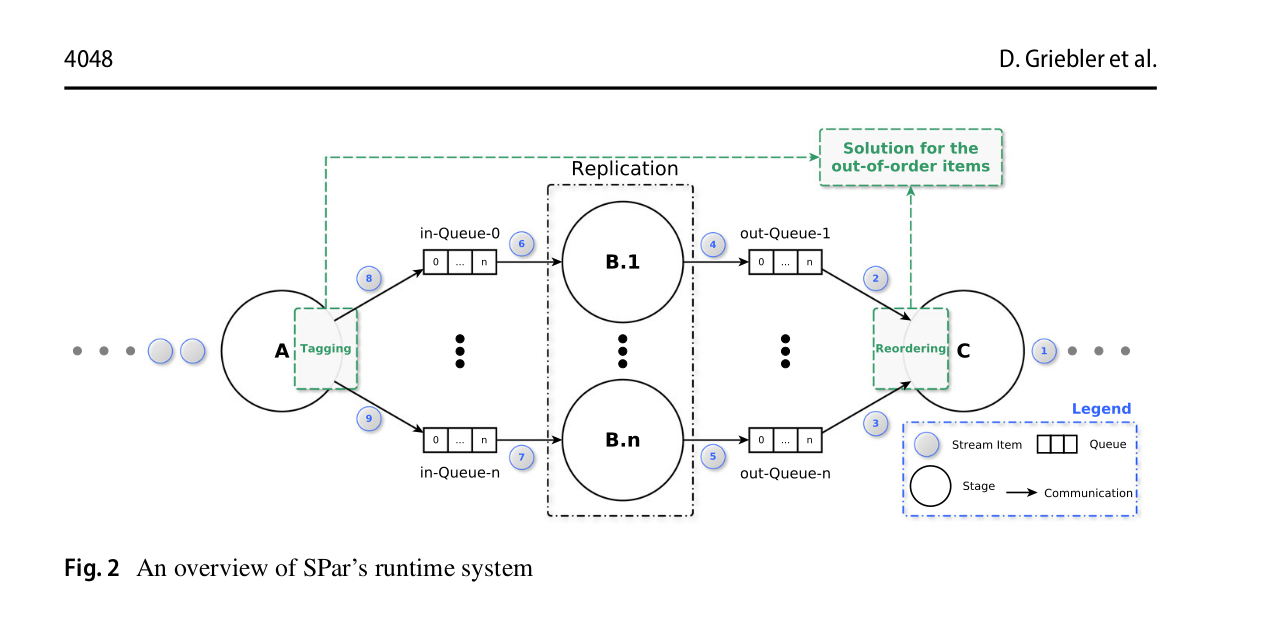 4048
D. Griebler et al.
Solution for the
out-of-order items
Replication
in-Queue-0
6
4
out-Queue-1
0 ... n
B.1
0 ... n
8
2
A
Tagging
Reordering
C
1
9
3
0 ... n
B.n
0 ... n
in-Queue-n
7
5
out-Queue-n
Legend
Stream Item
Queue
Stage
Communication
Fig. 2 An overview of SPar's runtime system